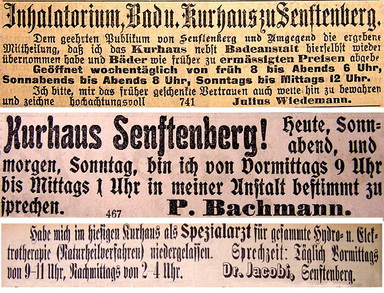 Inhalatorium, Bad u. Kurhaus zu Senftenberg.
Dem geehrten Publikum von Senftenberg und Umgegend die ergebene
Mittheilung, daß ich das Kurhaus nebst Badeanstalt hierselbst wieder
übernommen habe und Bäder wie früher zu ermässigten Preisen abgebe
Geöffnet wochentäglich von früh 8 bis Abends 6 Uhr,
Sonnabends bis Abends 8 Uhr, Sonntags bis Mittags 12 Uhr.
Ich bitte, mir das früher geschenkte Vertrauen auch weite hin zu bewahren
und zeichne hochachtungsvoll 741 Julius Wiedemann.
Kurhaus Senftenberg! Heute, Sonn-
abend, und
morgen, Sonntag, bin ich von Vormittags 9 Uhr
bis Mittags 1 Uhr in meiner Anstalt bestimmt zu
sprechen. 467 P. Bachmann.
Habe mich im hiesigen Kurhaus als Spezialarzt für gesammte Hydro- u. Elek-
trotherapie (Naturheilverfahren) niedergelassen. Sprechzeit: Täglich Vormittags
von 9-11 Uhr, Nachmittags von 2-4 Uhr. Dr. Jacobi, Senftenberg.